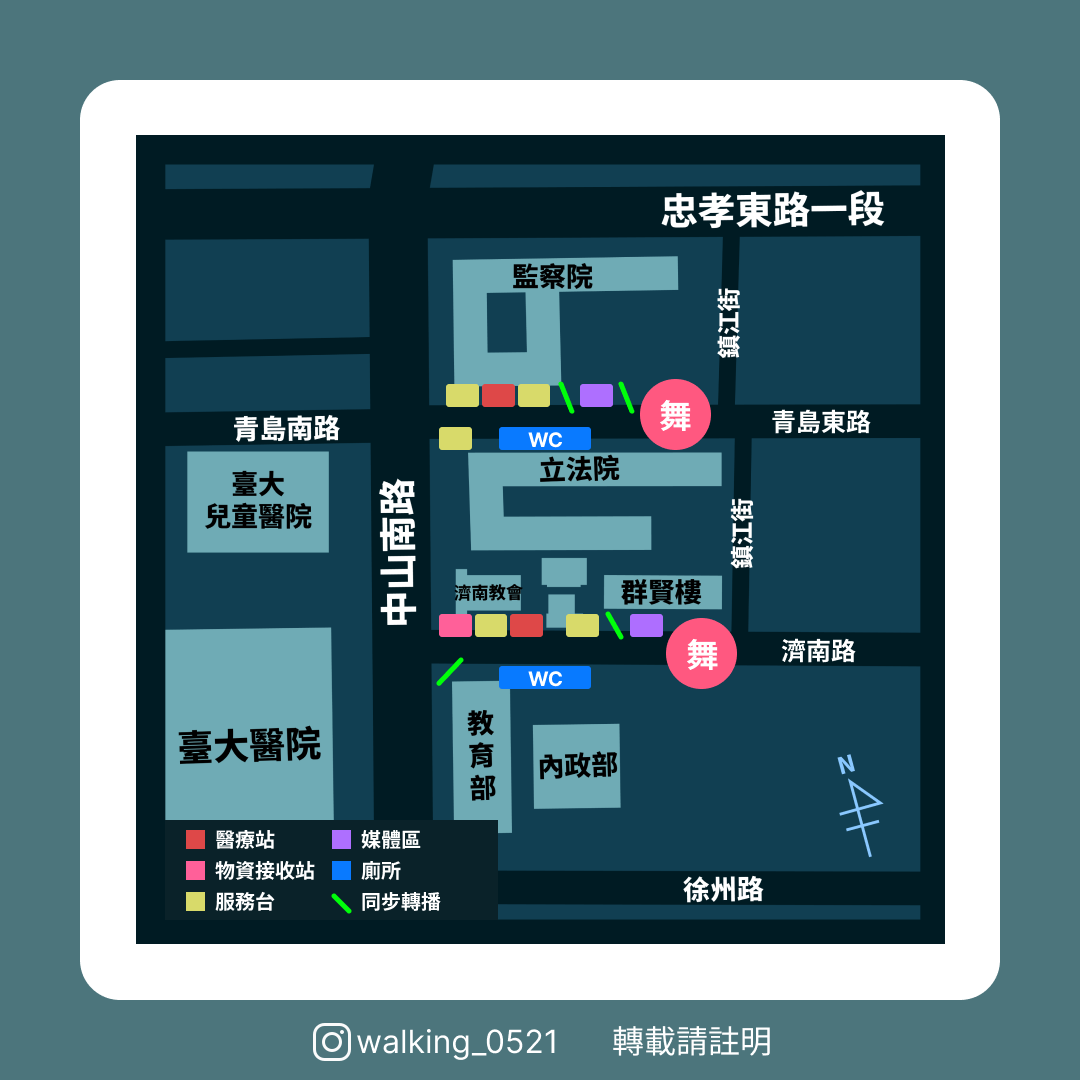 忠孝東路一段
監察院
鎮江街
舞
青島南路
青島東路
WC
立法院
臺大
兒童醫院
中山南路
鎮江街
濟南教會
群賢樓
舞
濟南路
WC
教育部
臺大醫院
內政部
N
醫療站
媒體區
物資接收站
廁所
服務台
同步轉播
徐州路
walking_0521
轉載請註明